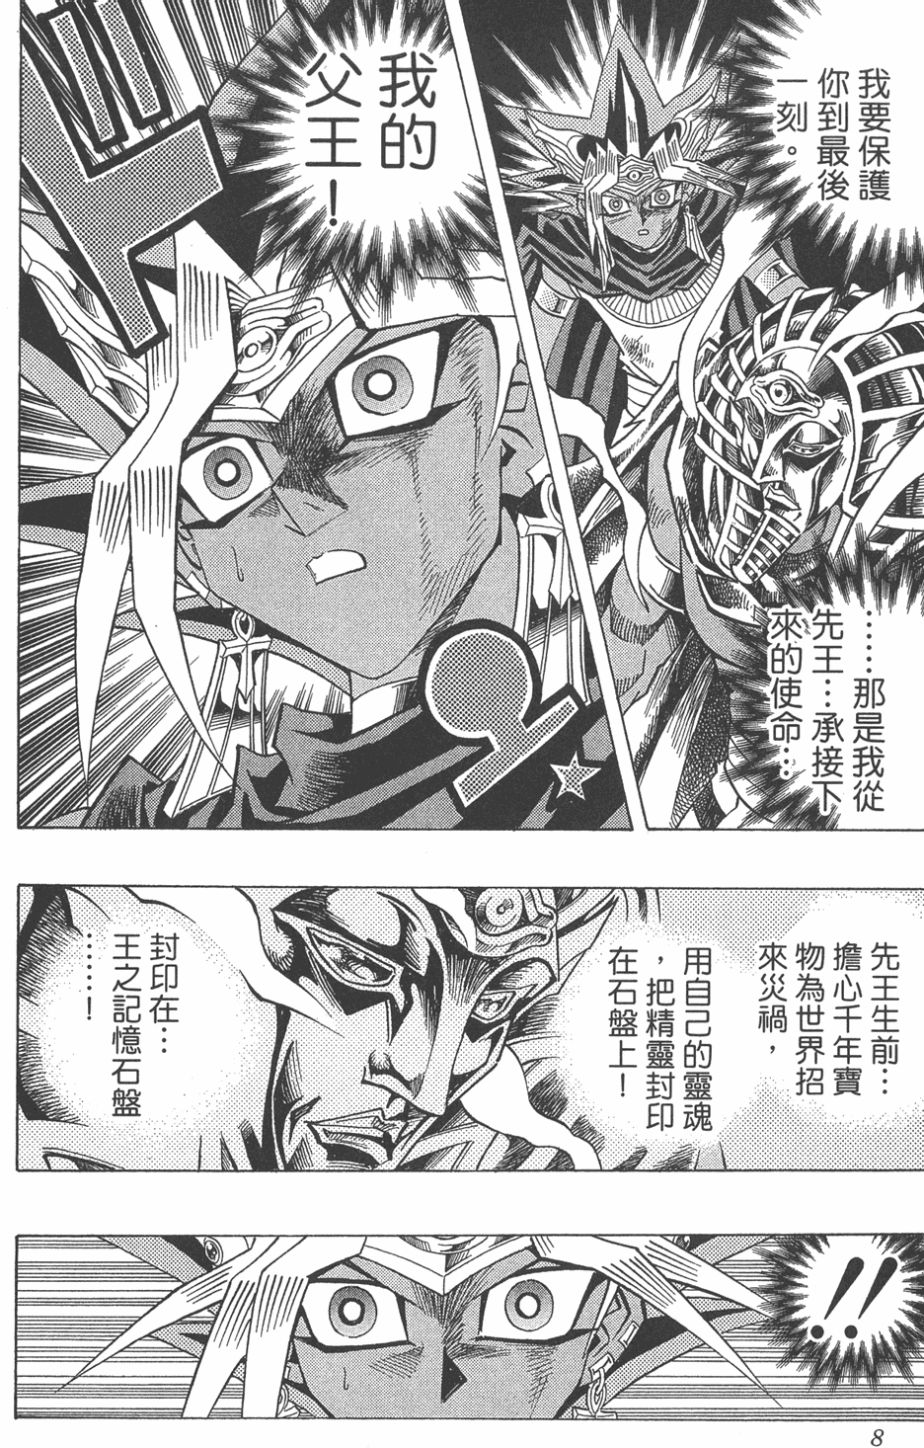 我要保護
你到最後
一刻。
……那是我從
先王…承接下
來的使命…
我的
父王！
ドーン
先王生前…
擔心千年寶
物為世界招
來災禍，
用自己的靈魂
，把精靈封印
在石盤上！
封印在…
王之記憶石盤
……！
!!
8